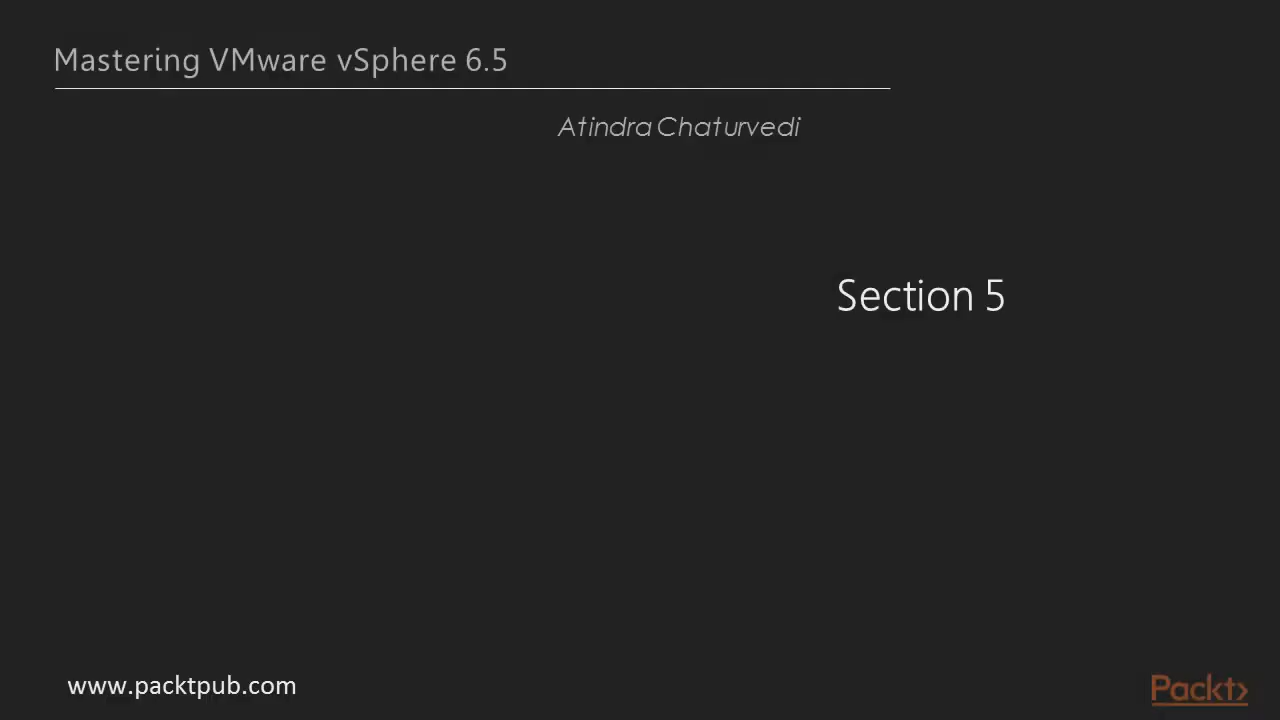 Mastering VMware vSphere 6.5
Atindra Chaturvedi
Section 5
www.packtpub.com
Packt>